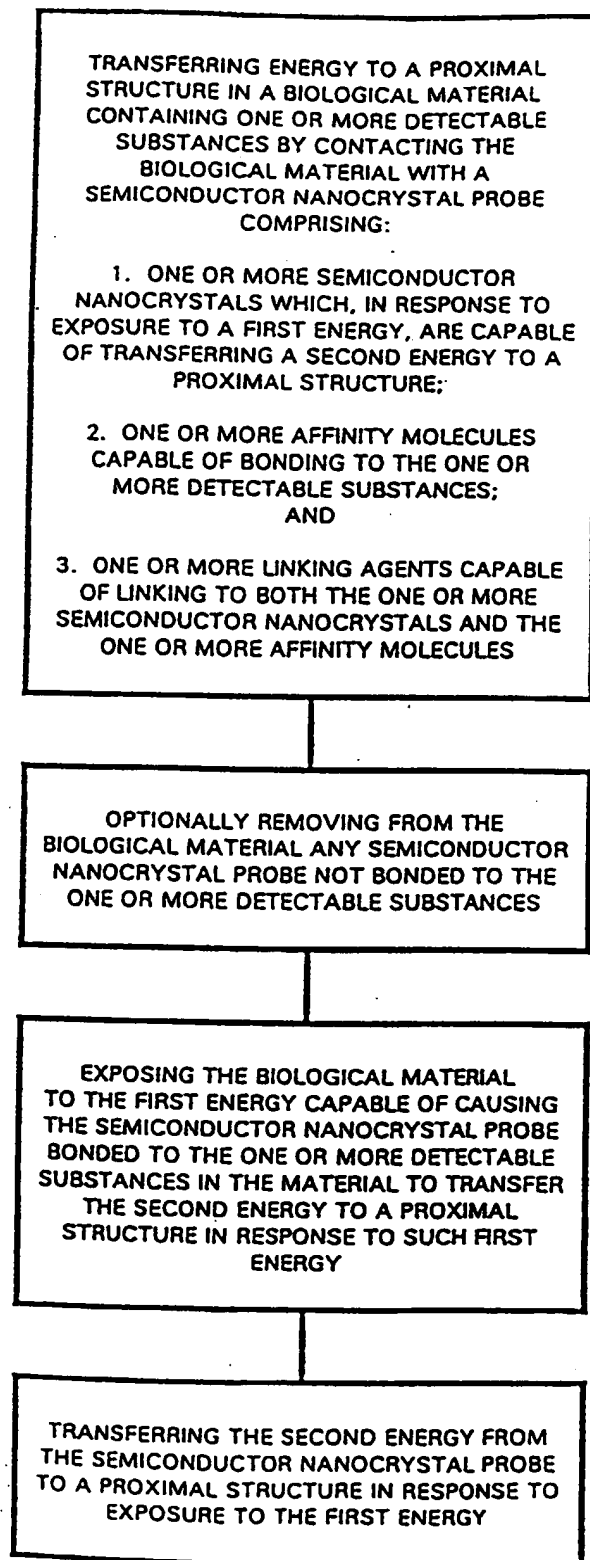 TRANSFERRING ENERGY TO A PROXIMAL
STRUCTURE IN A BIOLOGICAL MATERIAL
CONTAINING ONE OR MORE DETECTABLE
SUBSTANCES BY CONTACTING THE
BIOLOGICAL MATERIAL WITH A
SEMICONDUCTOR NANOCRYSTAL PROBE
COMPRISING:
1. ONE OR MORE SEMICONDUCTOR
NANOCRYSTALS WHICH, IN RESPONSE TO
EXPOSURE TO A FIRST ENERGY, ARE CAPABLE
OF TRANSFERRING A SECOND ENERGY TO A
PROXIMAL STRUCTURE;
2. ONE OR MORE AFFINITY MOLECULES
CAPABLE OF BONDING TO THE ONE OR
MORE DETECTABLE SUBSTANCES;
AND
3. ONE OR MORE LINKING AGENTS CAPABLE
OF LINKING TO BOTH THE ONE OR MORE
SEMICONDUCTOR NANOCRYSTALS AND THE
ONE OR MORE AFFINITY MOLECULES
OPTIONALLY REMOVING FROM THE
BIOLOGICAL MATERIAL ANY SEMICONDUCTOR
NANOCRYSTAL PROBE NOT BONDED TO THE
ONE OR MORE DETECTABLE SUBSTANCES
EXPOSING THE BIOLOGICAL MATERIAL
TO THE FIRST ENERGY CAPABLE OF CAUSING
THE SEMICONDUCTOR NANOCRYSTAL PROBE
BONDED TO THE ONE OR MORE DETECTABLE
SUBSTANCES IN THE MATERIAL TO TRANSFER
THE SECOND ENERGY TO A PROXIMAL
STRUCTURE IN RESPONSE TO SUCH FIRST
ENERGY
TRANSFERRING THE SECOND ENERGY FROM
THE SEMICONDUCTOR NANOCRYSTAL PROBE
TO A PROXIMAL STRUCTURE IN RESPONSE TO
EXPOSURE TO THE FIRST ENERGY